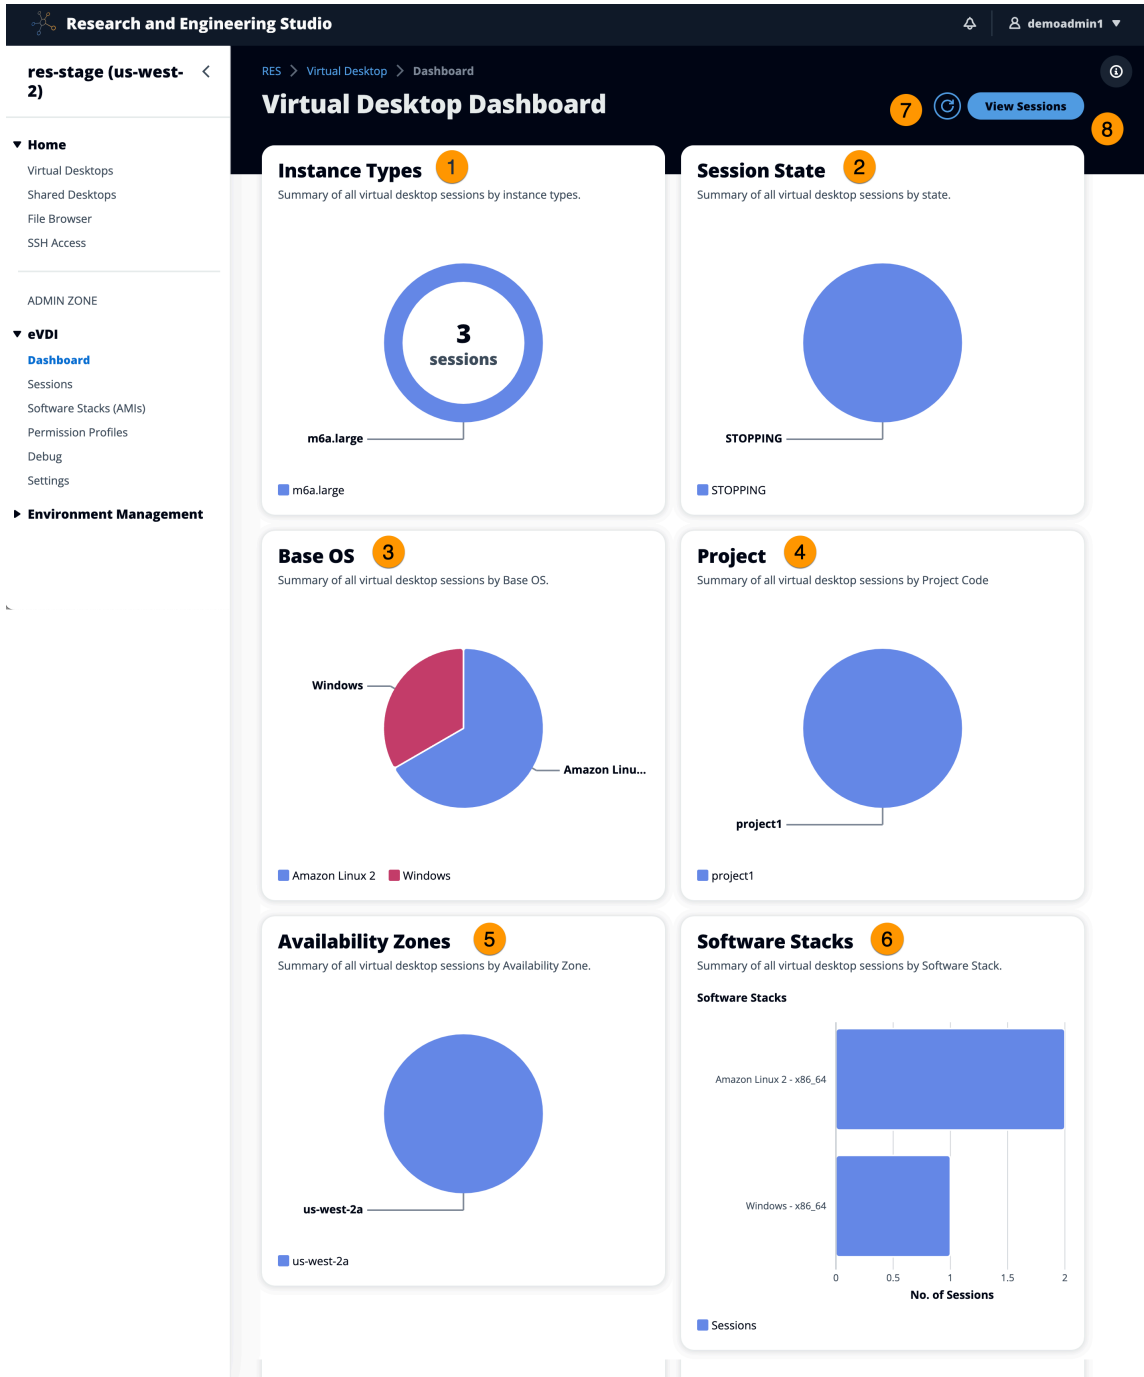 Research and Engineering Studio
demoadmin1
res-stage (us-west-
2)
Home
Virtual Desktops
Shared Desktops
File Browser
SSH Access
ADMIN ZONE
eVDI
Dashboard
Sessions
Software Stacks (AMIs)
Permission Profiles
Debug
Settings
Environment Management
RES > Virtual Desktop > Dashboard
Virtual Desktop Dashboard
7
View Sessions
8
Instance Types 1
Summary of all virtual desktop sessions by instance types.
3
sessions
m6a.large
m6a.large
Session State 2
Summary of all virtual desktop sessions by state.
STOPPING
STOPPING
Base OS 3
Summary of all virtual desktop sessions by Base OS.
Windows
Amazon Linu...
Amazon Linux 2 Windows
Project 4
Summary of all virtual desktop sessions by Project Code
project1
project1
Availability Zones 5
Summary of all virtual desktop sessions by Availability Zone.
us-west-2a
us-west-2a
Software Stacks 6
Summary of all virtual desktop sessions by Software Stack.
Software Stacks
Amazon Linux 2 - x86_64
Windows - x86_64
0 0.5 1 1.5 2
No. of Sessions
Sessions